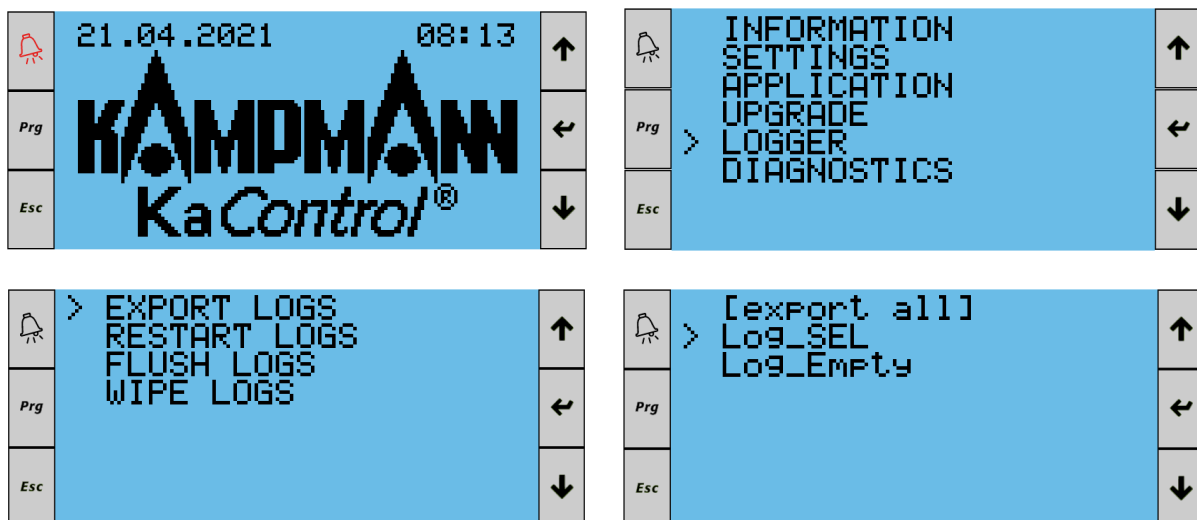 21.04.2021 08:13
KAMPMANN
KaControl®
Prg
Esc
INFORMATION
SETTINGS
APPLICATION
UPGRADE
> LOGGER
DIAGNOSTICS
Prg
Esc
> EXPORT LOGS
RESTART LOGS
FLUSH LOGS
WIPE LOGS
Prg
Esc
[export all]
> Log_SEL
Log_Empty
Prg
Esc